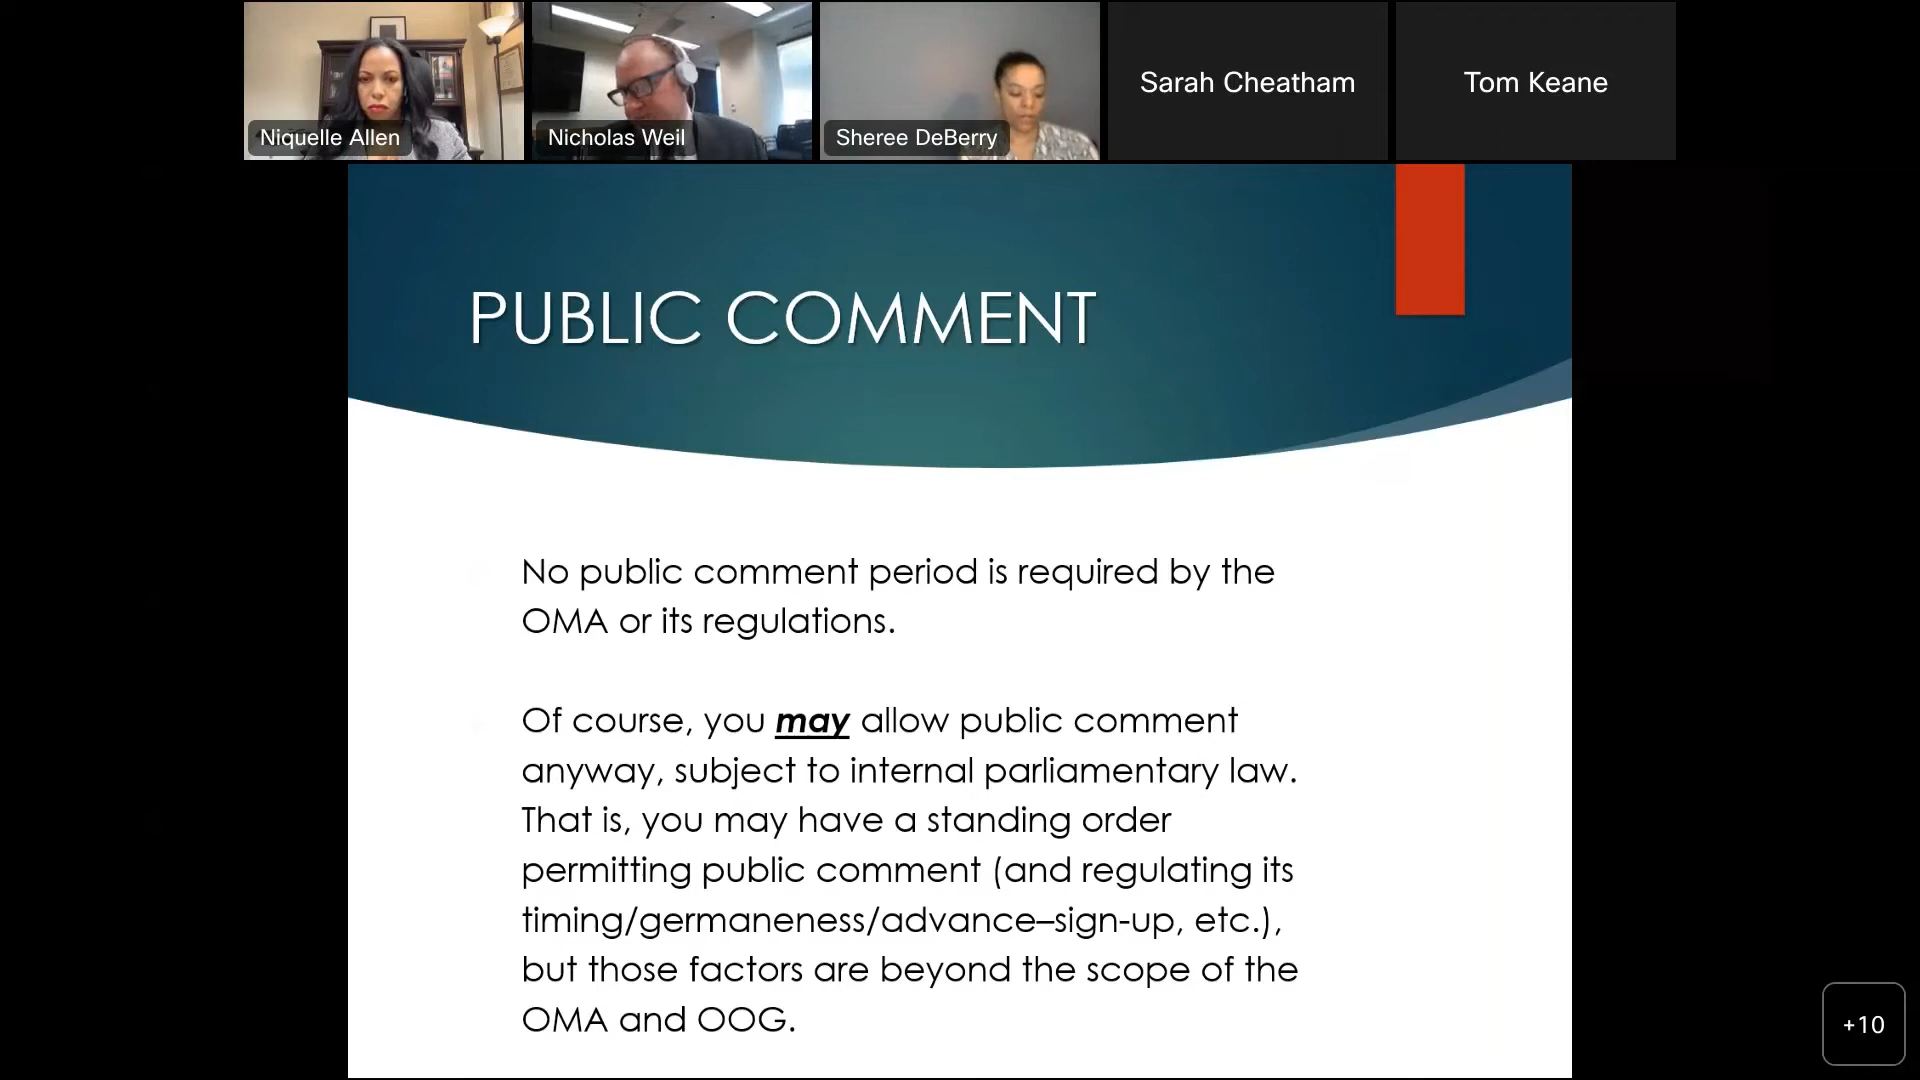 Niquelle Allen
Nicholas Weil
Sheree DeBerry
Sarah Cheatham
Tom Keane
PUBLIC COMMENT
No public comment period is required by the
OMA or its regulations.
Of course, you may allow public comment
anyway, subject to internal parliamentary law.
That is, you may have a standing order
permitting public comment (and regulating its
timing/germaneness/advance–sign-up, etc.),
but those factors are beyond the scope of the
OMA and OOG.
+10